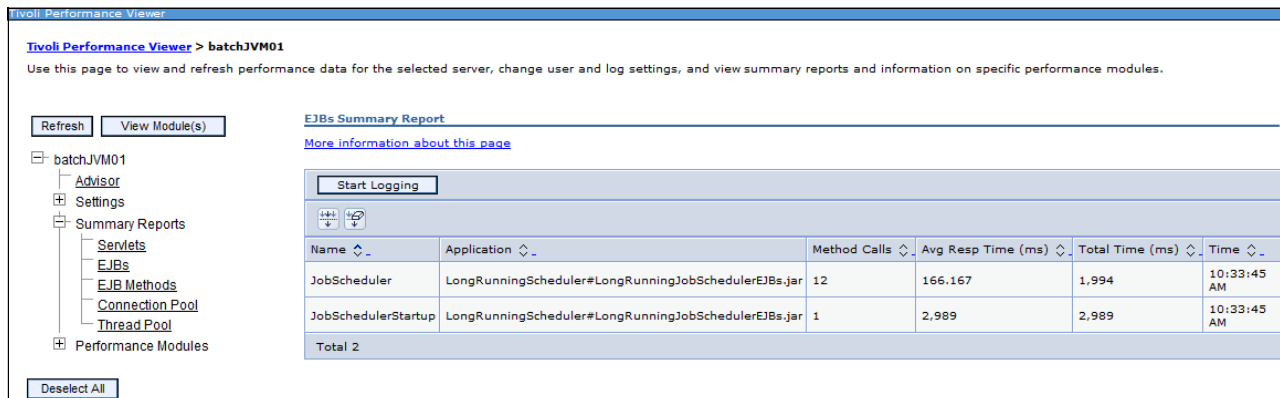 Tivoli Performance Viewer
Tivoli Performance Viewer > batchJVM01
Use this page to view and refresh performance data for the selected server, change user and log settings, and view summary reports and information on specific performance modules.
Refresh View Module(s)
batchJVM01
Advisor
Settings
Summary Reports
Servlets
EJBs
EJB Methods
Connection Pool
Thread Pool
Performance Modules
Deselect All
EJBs Summary Report
More information about this page
Start Logging
Name Application Method Calls Avg Resp Time (ms) Total Time (ms) Time
JobScheduler LongRunningScheduler#LongRunningJobSchedulerEJBs.jar 12 166.167 1,994 10:33:45
AM
JobSchedulerStartup LongRunningScheduler#LongRunningJobSchedulerEJBs.jar 1 2,989 2,989 10:33:45
AM
Total 2